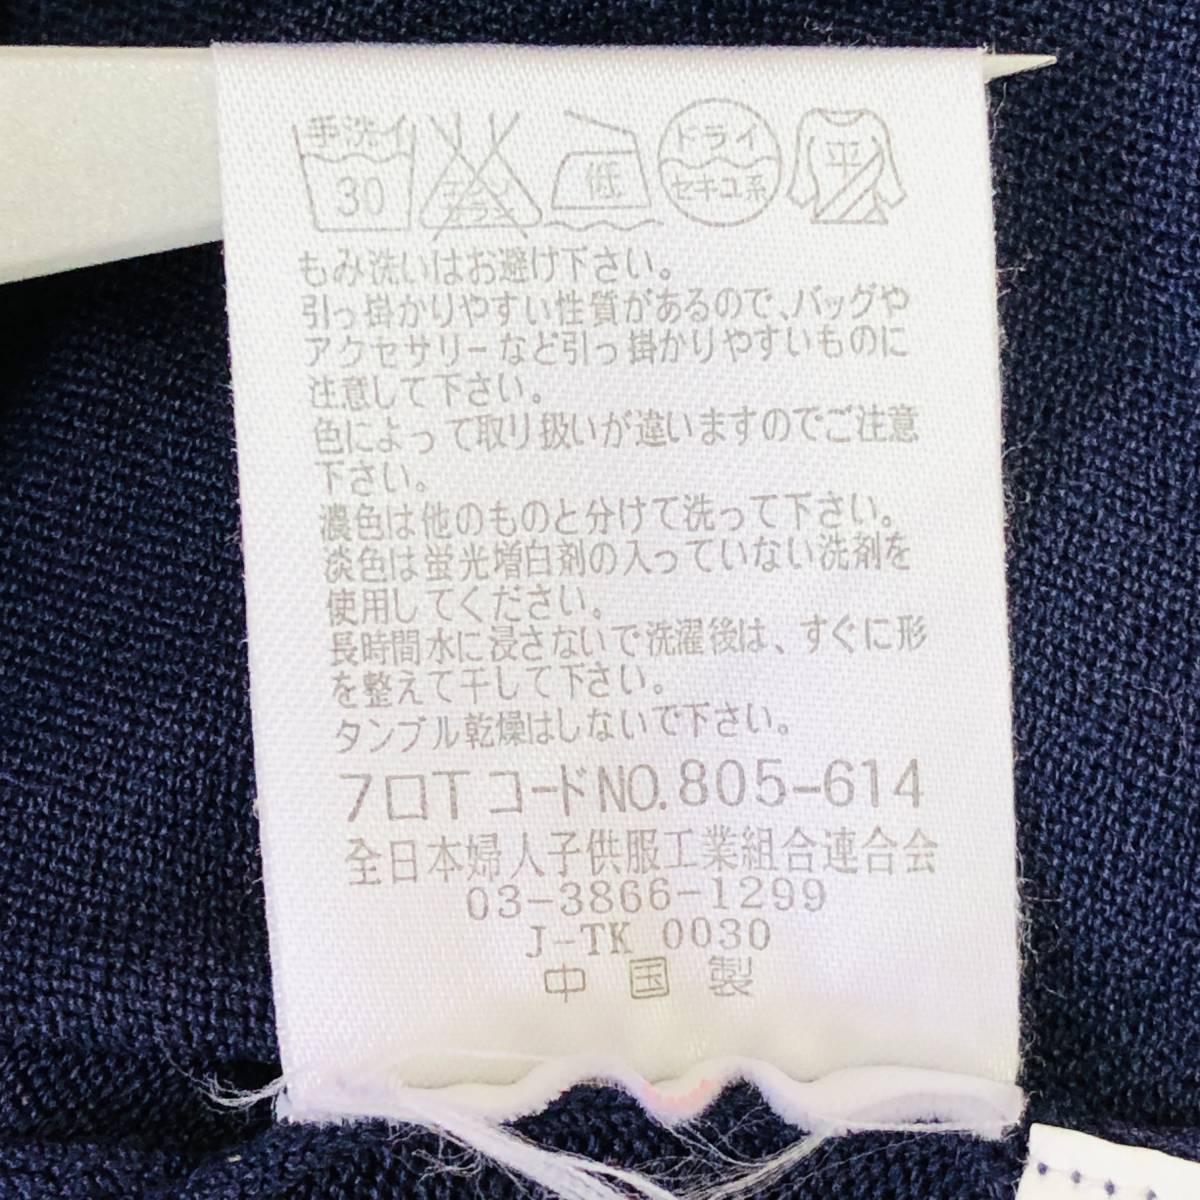 手洗イ 30 エンソサラシ 低 ドライ セキユ系 平
もみ洗いはお避け下さい。
引っ掛かりやすい性質があるので、バッグや
アクセサリーなど引っ掛かりやすいものに
注意して下さい。
色によって取り扱いが違いますのでご注意
下さい。
濃色は他のものと分けて洗って下さい。
淡色は蛍光増白剤の入っていない洗剤を
使用してください。
長時間水に浸さないで洗濯後は、すぐに形
を整えて干して下さい。
タンブル乾燥はしないで下さい。
7口T コードNO.805-614
全日本婦人子供服工業組合連合会
03-3866-1299
J-TK 0030
中国製